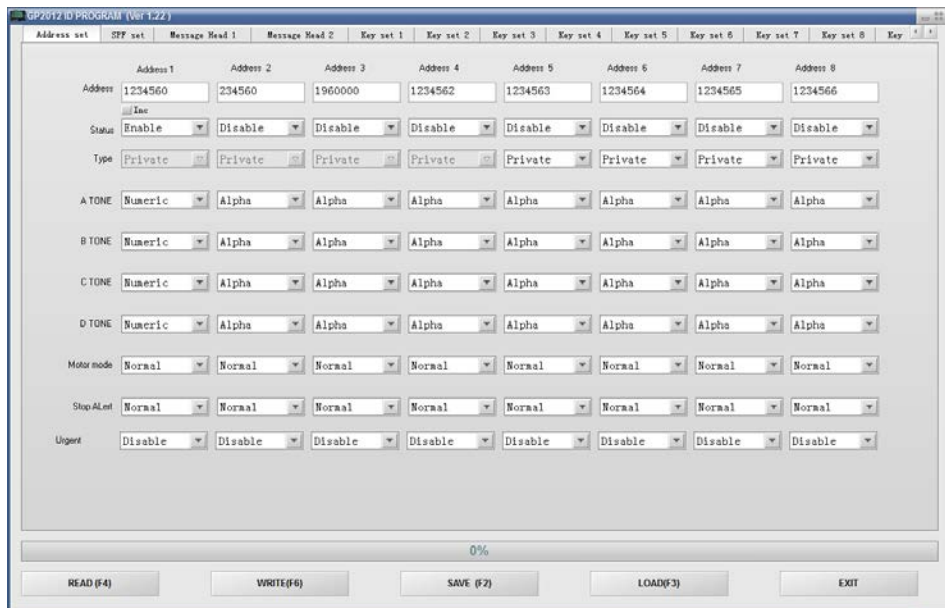 GP2012 ID PROGRAM (Ver 1.22 )
Address set SPF set Message Head 1 Message Head 2 Key set 1 Key set 2 Key set 3 Key set 4 Key set 5 Key set 6 Key set 7 Key set 8 Key
Address 1 Address 2 Address 3 Address 4 Address 5 Address 6 Address 7 Address 8
Address 1234560 234560 1960000 1234562 1234563 1234564 1234565 1234566
Inc
Status Enable Disable Disable Disable Disable Disable Disable Disable
Type Private Private Private Private Private Private Private Private
A TONE Numeric Alpha Alpha Alpha Alpha Alpha Alpha Alpha
B TONE Numeric Alpha Alpha Alpha Alpha Alpha Alpha Alpha
C TONE Numeric Alpha Alpha Alpha Alpha Alpha Alpha Alpha
D TONE Numeric Alpha Alpha Alpha Alpha Alpha Alpha Alpha
Motor mode Normal Normal Normal Normal Normal Normal Normal Normal
Stop ALert Normal Normal Normal Normal Normal Normal Normal Normal
Urgent Disable Disable Disable Disable Disable Disable Disable Disable
0%
READ (F4) WRITE(F6) SAVE (F2) LOAD(F3) EXIT